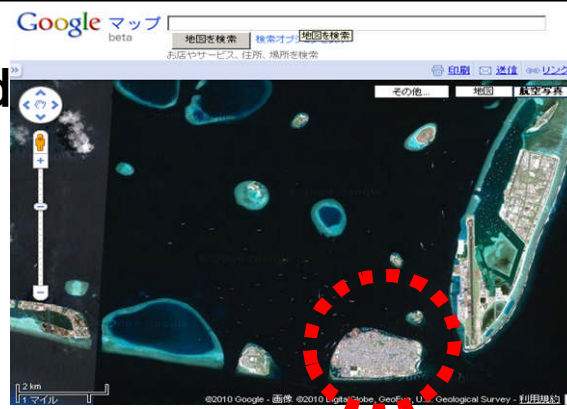 Google マップ
beta
地図を検索 検索オプ 地図を検索
お店やサービス、住所、場所を検索
» 印刷 送信 リンク
d
その他... 地図 航空写真
2 km
1 マイル
©2010 Google - 画像 ©2010 DigitalGlobe, GeoEye, U.S. Geological Survey - 利用規約